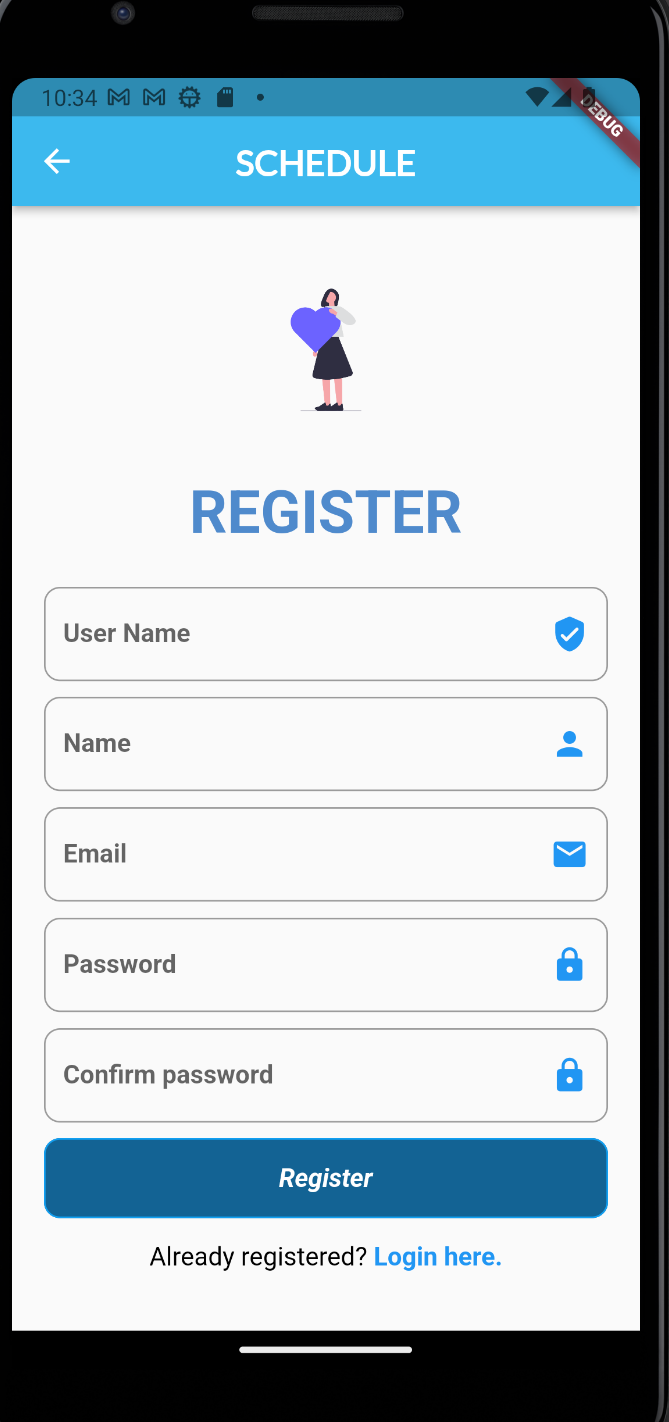 10:34
DEBUG
SCHEDULE
REGISTER
User Name
Name
Email
Password
Confirm password
Register
Already registered? Login here.